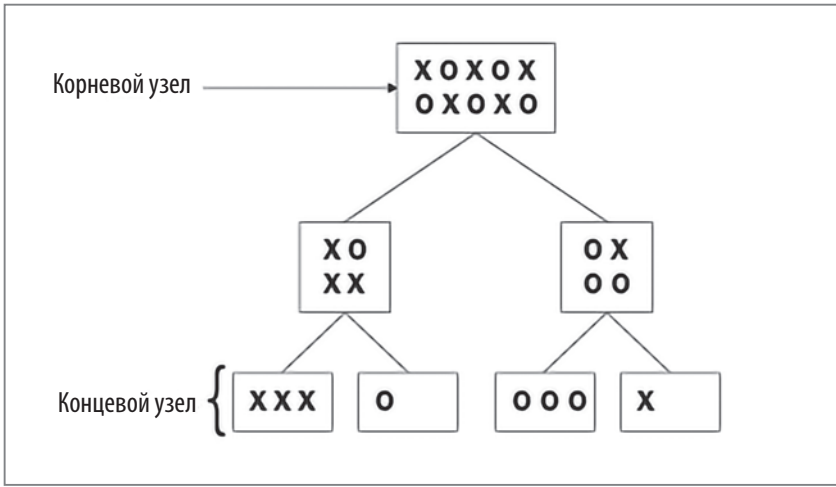 Корневой узел
X O X O X
O X O X O
X O
X X
O X
O O
Концевой узел
X X X
O
O O O
X